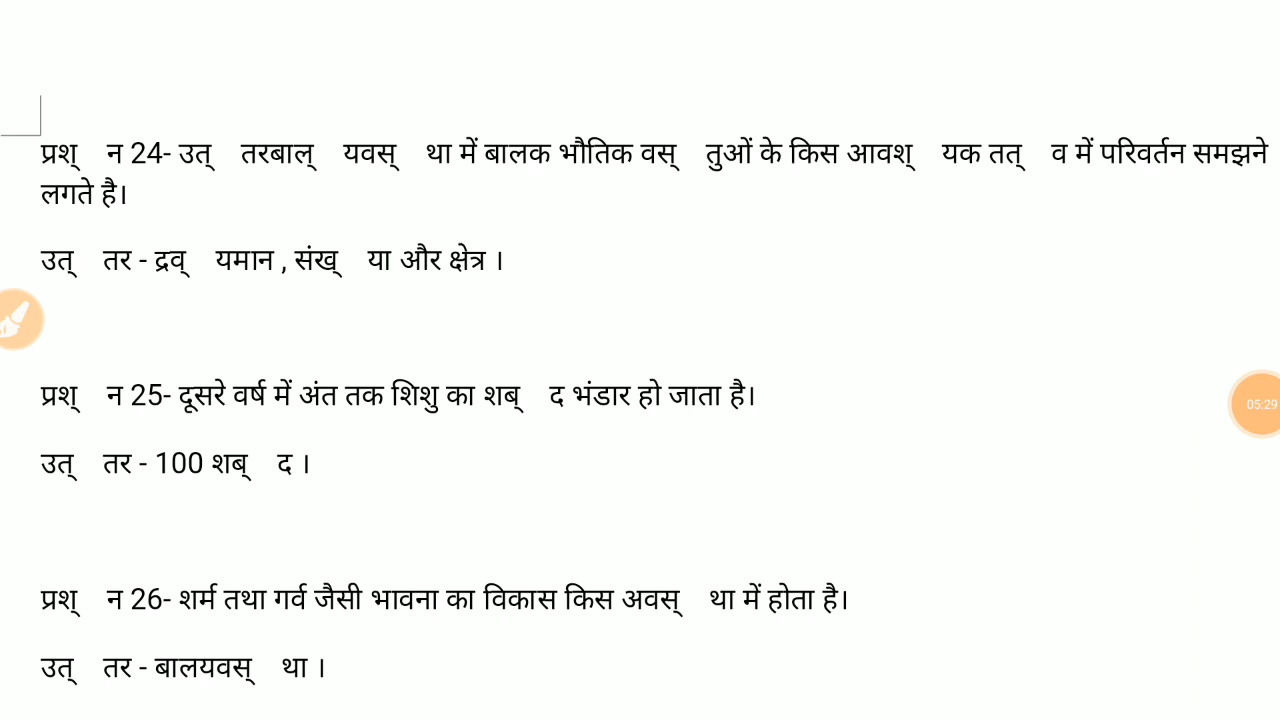 प्रश् न 24- उत् तरबाल् यवस् था में बालक भौतिक वस् तुओं के किस आवश् यक तत् व में परिवर्तन समझने
लगते है।
उत् तर - द्रव् यमान , संख् या और क्षेत्र ।
प्रश् न 25- दूसरे वर्ष में अंत तक शिशु का शब् द भंडार हो जाता है।
05:29
उत् तर - 100 शब् द ।
प्रश् न 26- शर्म तथा गर्व जैसी भावना का विकास किस अवस् था में होता है।
उत् तर - बालयवस् था ।